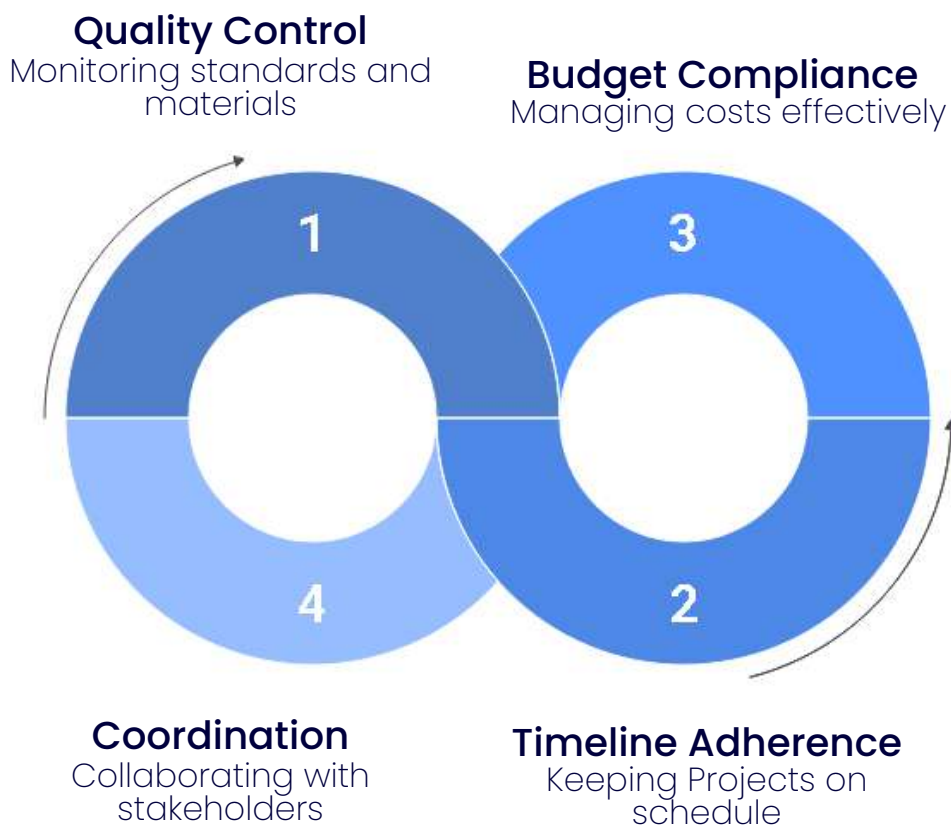 Quality Control
Monitoring standards and
materials
Budget Compliance
Managing costs effectively
1
3
4
2
Coordination
Collaborating with
stakeholders
Timeline Adherence
Keeping Projects on
schedule